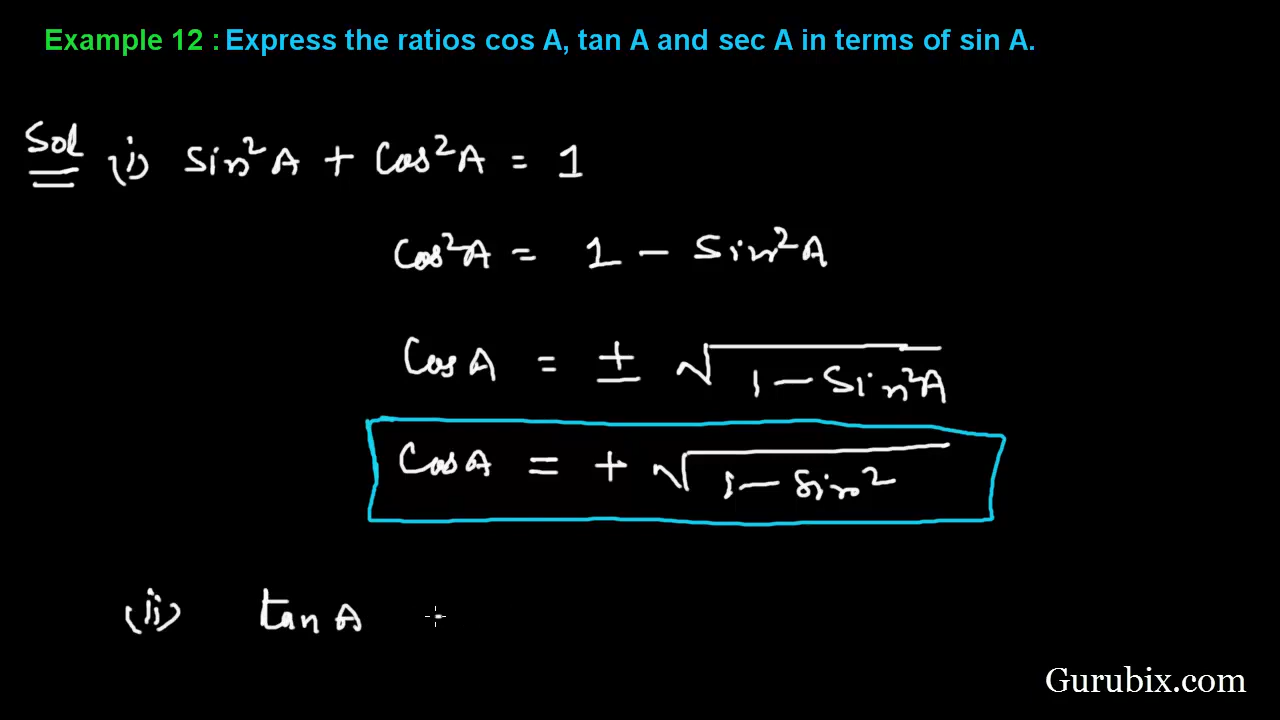 Example 12 : Express the ratios cos A, tan A and sec A in terms of sin A.
Sol (i) Sin²A + Cos²A = 1
Cos²A = 1 − Sin²A
Cos A = ± √1 − Sin²A
Cos A = + √1 − Sin²
(ii) tan A
Gurubix.com